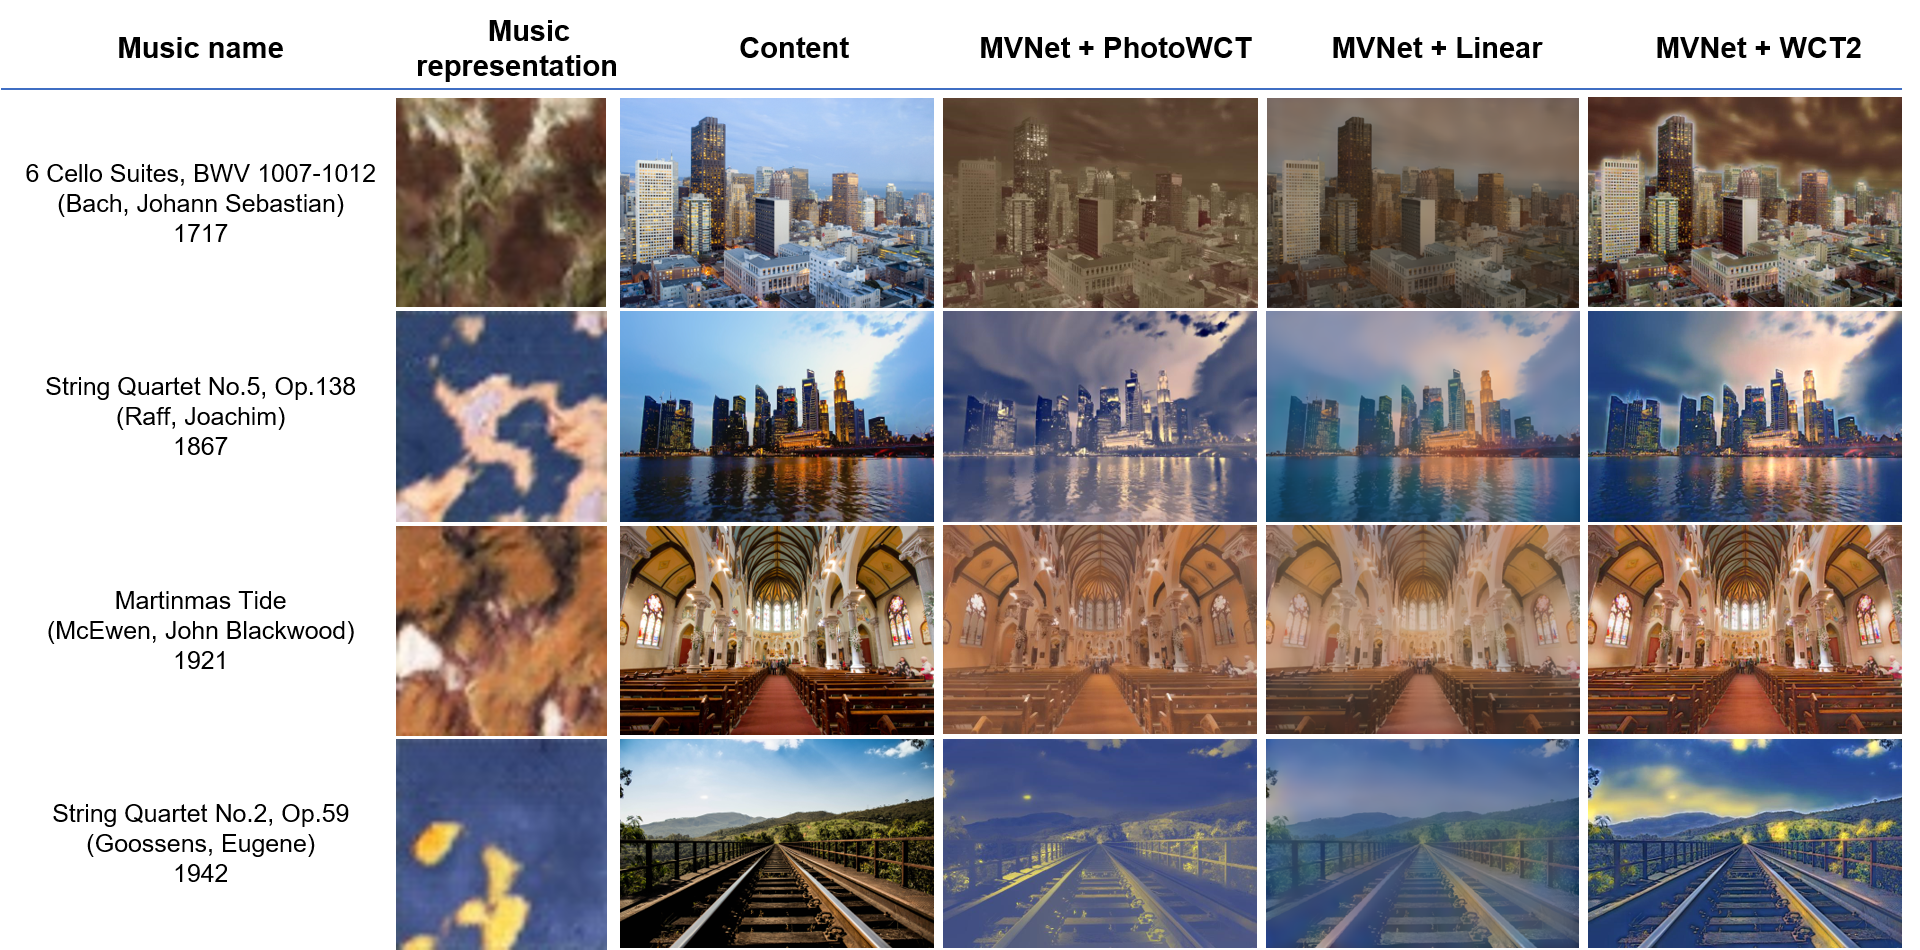 Music name
Music
representation
Content
MVNet + PhotoWCT
MVNet + Linear
MVNet + WCT2
6 Cello Suites, BWV 1007-1012
(Bach, Johann Sebastian)
1717
String Quartet No.5, Op.138
(Raff, Joachim)
1867
Martinmas Tide
(McEwen, John Blackwood)
1921
String Quartet No.2, Op.59
(Goossens, Eugene)
1942